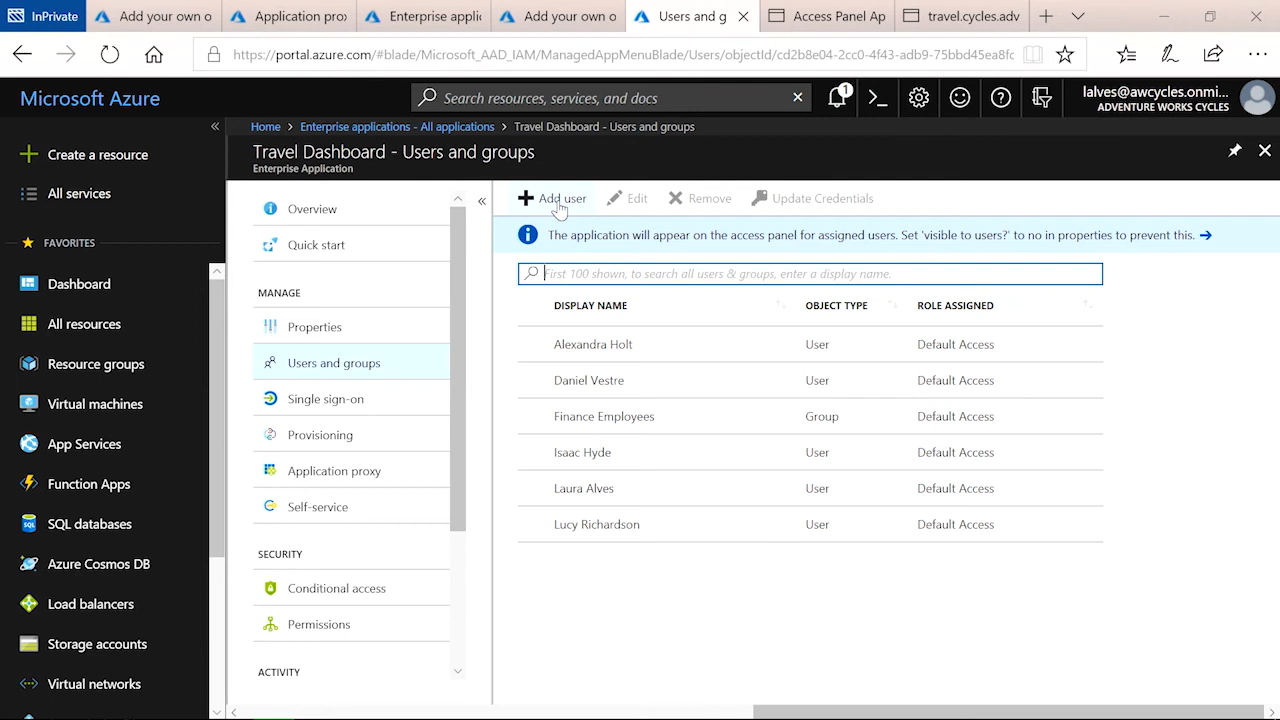 InPrivate
Add your own o
Application pro
Enterprise appli
Add your own o
Users and g
Access Panel Ap
travel.cycles.adv
https://portal.azure.com/#blade/Microsoft_AAD_IAM/ManagedAppMenuBlade/Users/objectId/cd2b8e04-2cc0-4f43-adb9-75bbd45ea8fc
Microsoft Azure
Search resources, services, and docs
1
lalves@awcycles.onmi...
ADVENTURE WORKS CYCLES
Home > Enterprise applications - All applications > Travel Dashboard - Users and groups
Travel Dashboard - Users and groups
Enterprise Application
Create a resource
All services
FAVORITES
Dashboard
All resources
Resource groups
Virtual machines
App Services
Function Apps
SQL databases
Azure Cosmos DB
Load balancers
Storage accounts
Virtual networks
Overview
Quick start
MANAGE
Properties
Users and groups
Single sign-on
Provisioning
Application proxy
Self-service
SECURITY
Conditional access
Permissions
ACTIVITY
Add user
Edit
Remove
Update Credentials
The application will appear on the access panel for assigned users. Set 'visible to users?' to no in properties to prevent this.
First 100 shown, to search all users & groups, enter a display name.
DISPLAY NAME OBJECT TYPE ROLE ASSIGNED
Alexandra Holt User Default Access
Daniel Vestre User Default Access
Finance Employees Group Default Access
Isaac Hyde User Default Access
Laura Alves User Default Access
Lucy Richardson User Default Access